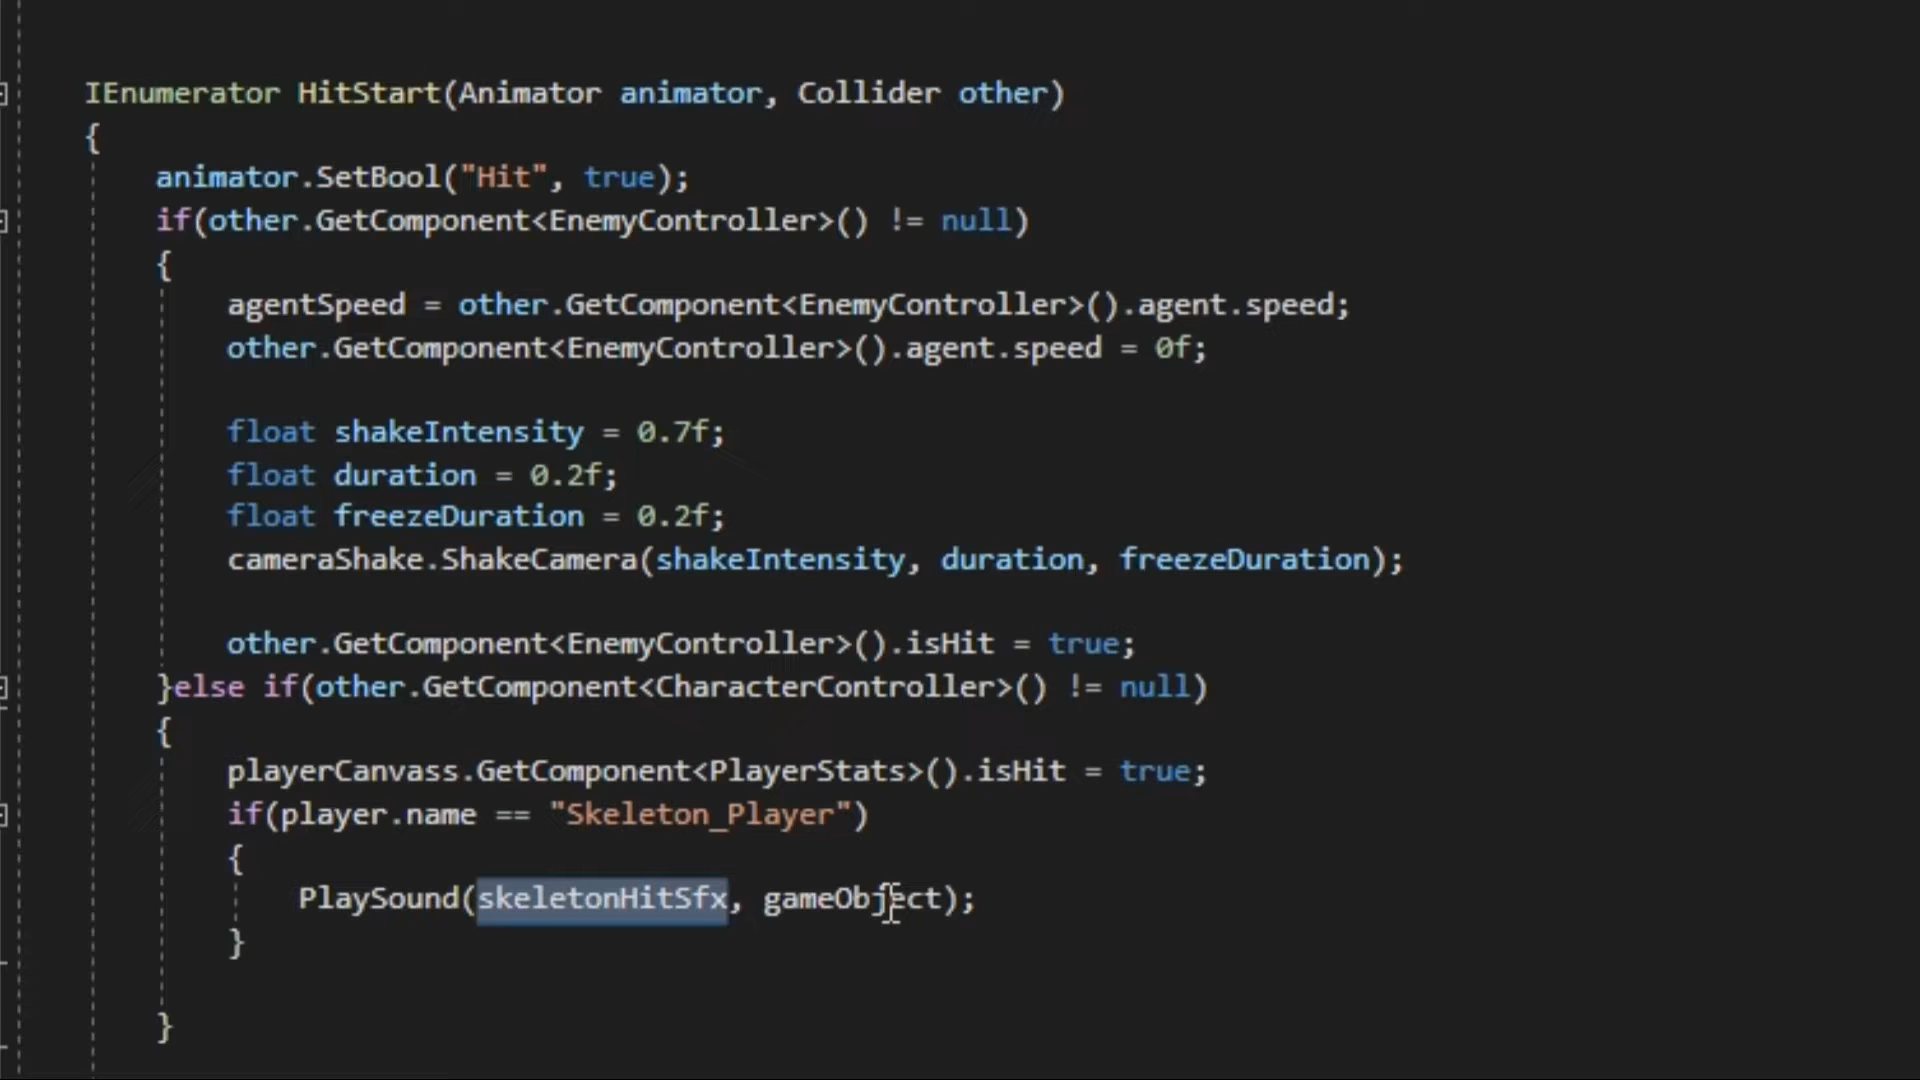 IEnumerator HitStart(Animator animator, Collider other)
{
animator.SetBool("Hit", true);
if(other.GetComponent<EnemyController>() != null)
{
agentSpeed = other.GetComponent<EnemyController>().agent.speed;
other.GetComponent<EnemyController>().agent.speed = 0f;
float shakeIntensity = 0.7f;
float duration = 0.2f;
float freezeDuration = 0.2f;
cameraShake.ShakeCamera(shakeIntensity, duration, freezeDuration);
other.GetComponent<EnemyController>().isHit = true;
}else if(other.GetComponent<CharacterController>() != null)
{
playerCanvass.GetComponent<PlayerStats>().isHit = true;
if(player.name == "Skeleton_Player")
{
PlaySound(skeletonHitSfx, gameObject);
}
}